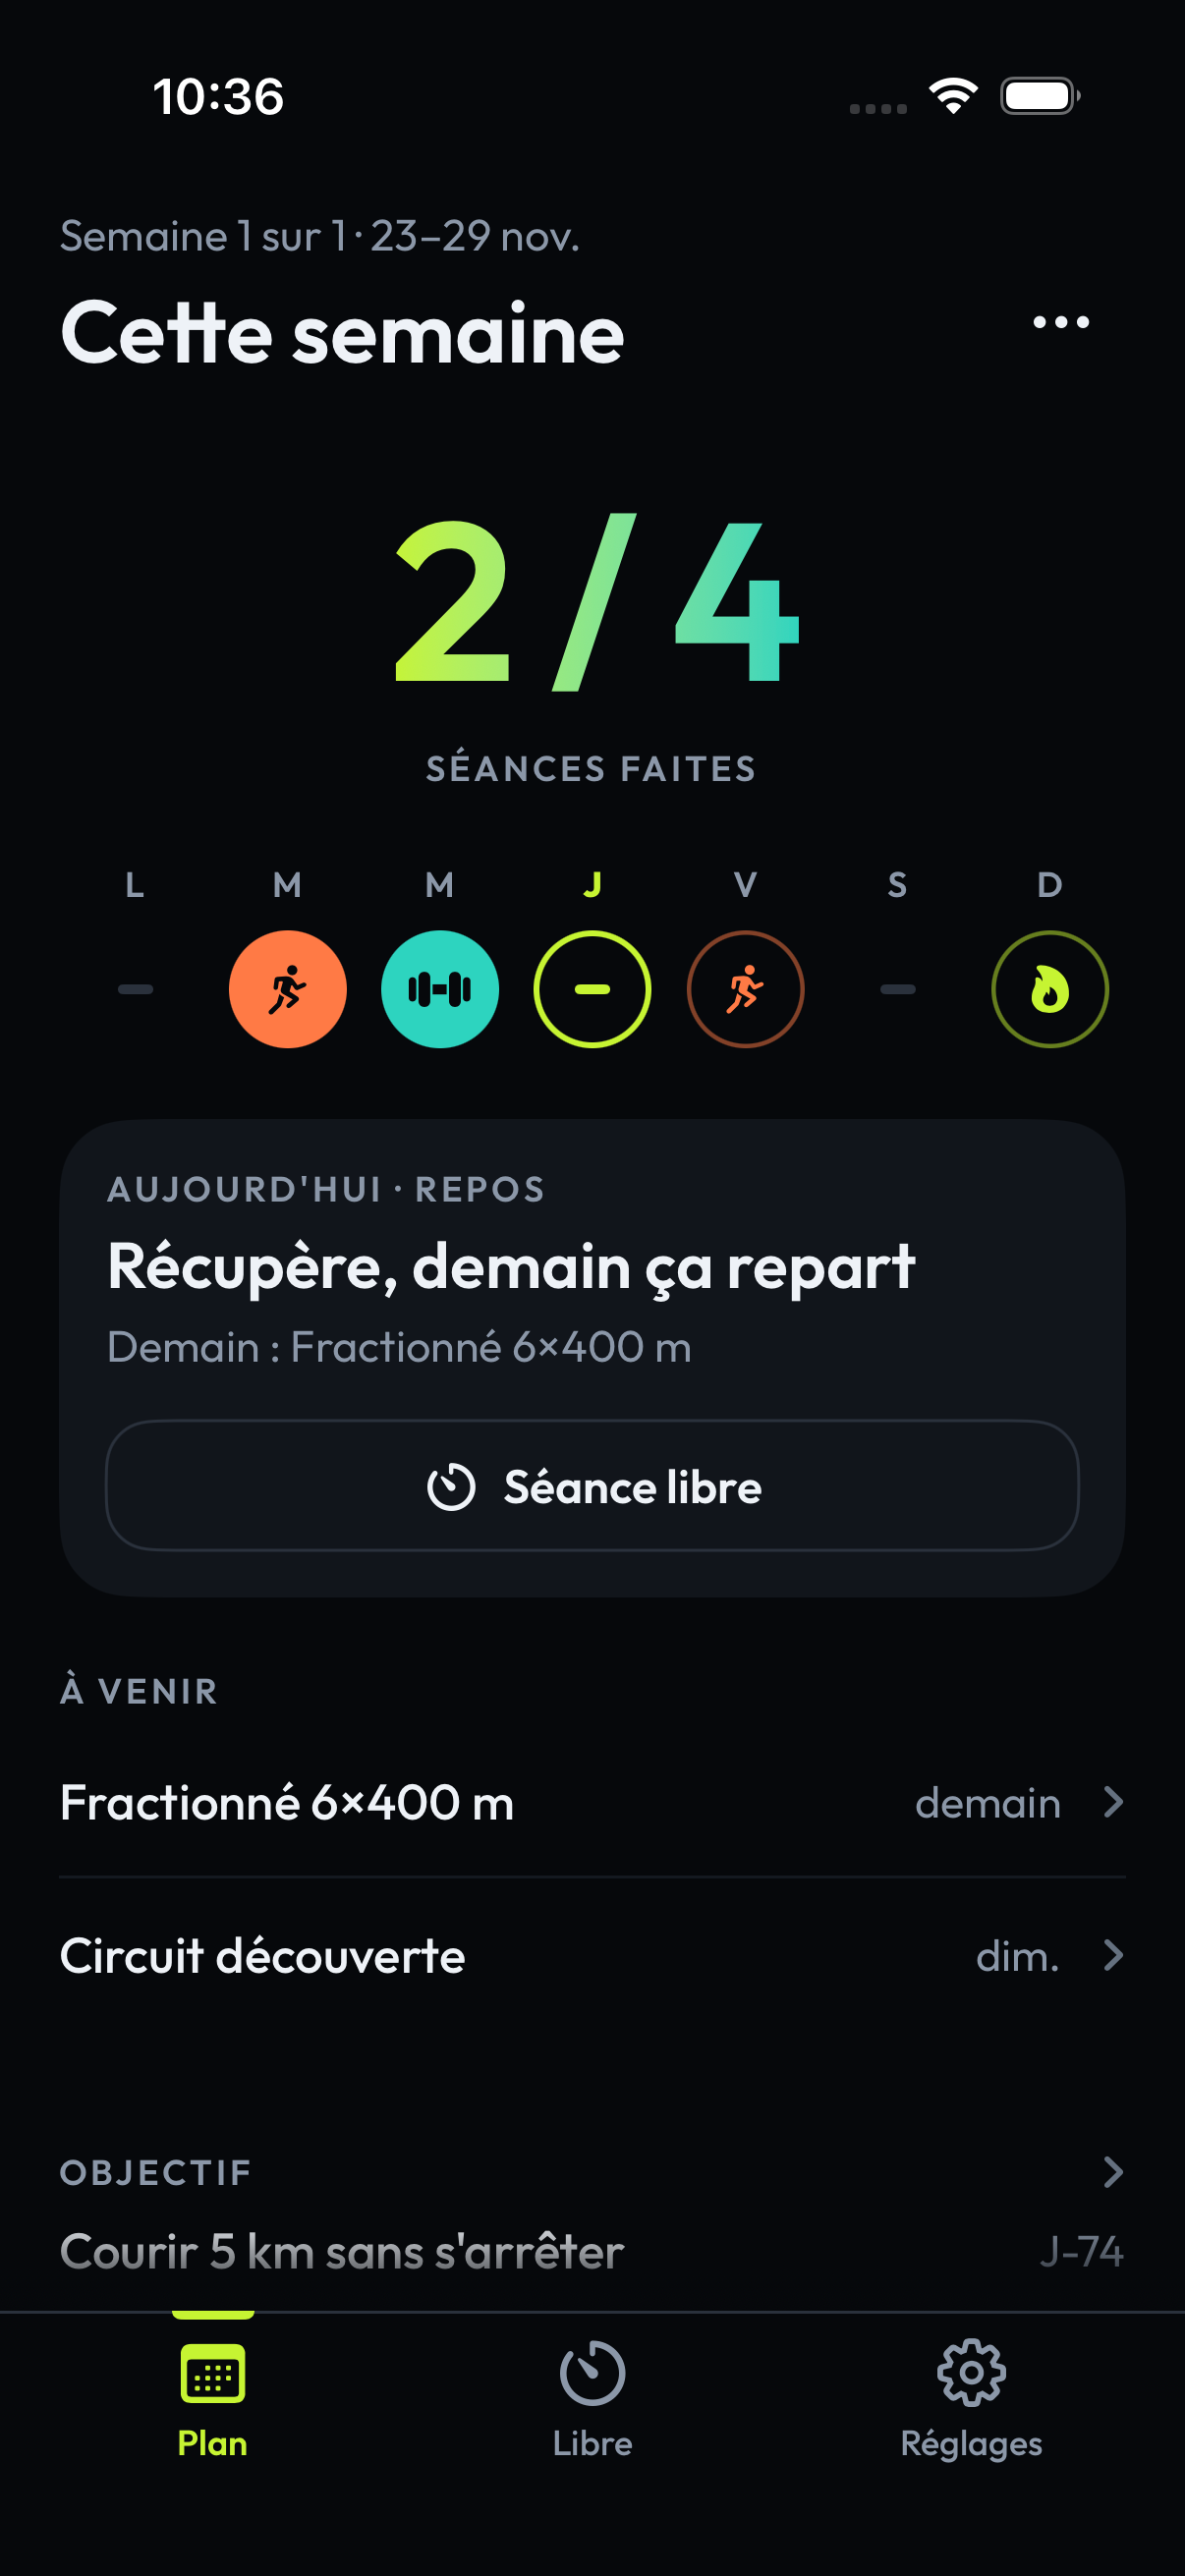 10:36
Semaine 1 sur 1 · 23–29 nov.
Cette semaine
2 / 4
SÉANCES FAITES
L M M J V S D
AUJOURD'HUI · REPOS
Récupère, demain ça repart
Demain : Fractionné 6×400 m
Séance libre
À VENIR
Fractionné 6×400 m demain
Circuit découverte dim.
OBJECTIF
Courir 5 km sans s'arrêter J-74
Plan Libre Réglages